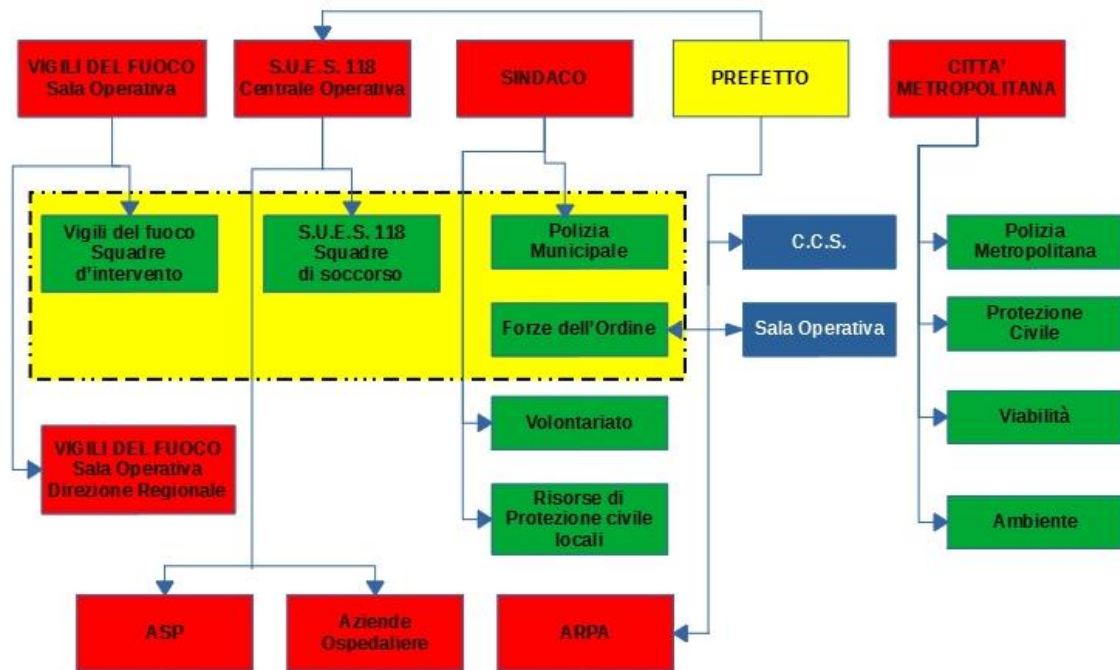 VIGILI DEL FUOCO
Sala Operativa
S.U.E.S. 118
Centrale Operativa
SINDACO
PREFETTO
CITTA'
METROPOLITANA
Vigili del fuoco
Squadre
d'intervento
S.U.E.S. 118
Squadre
di soccorso
Polizia
Municipale
C.C.S.
Polizia
Metropolitana
Forze dell'Ordine
Sala Operativa
Protezione
Civile
Volontariato
Viabilità
VIGILI DEL FUOCO
Sala Operativa
Direzione Regionale
Risorse di
Protezione civile
locali
Ambiente
ASP
Aziende
Ospedaliere
ARPA